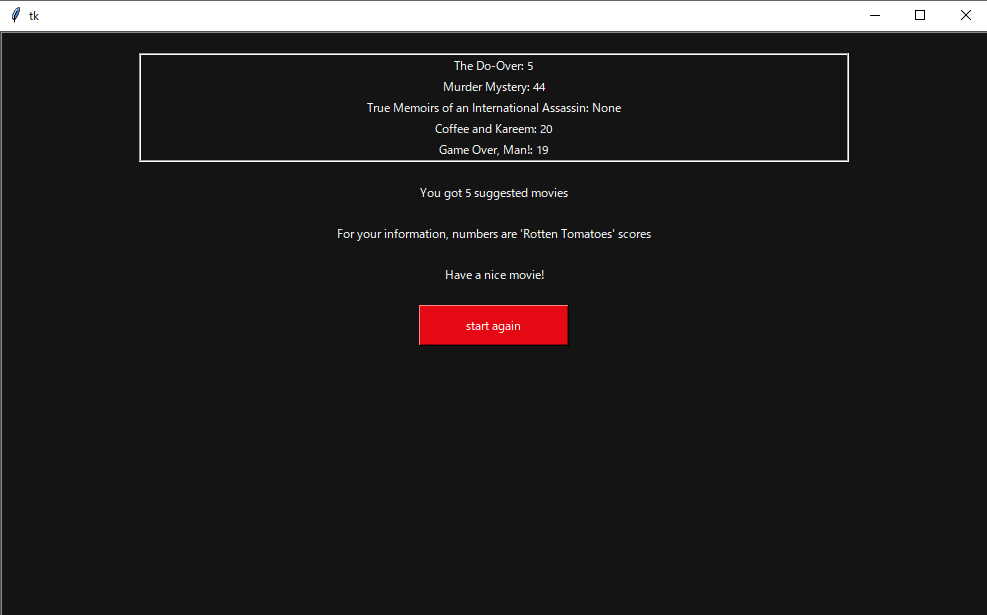 tk
The Do-Over: 5
Murder Mystery: 44
True Memoirs of an International Assassin: None
Coffee and Kareem: 20
Game Over, Man!: 19
You got 5 suggested movies
For your information, numbers are 'Rotten Tomatoes' scores
Have a nice movie!
start again